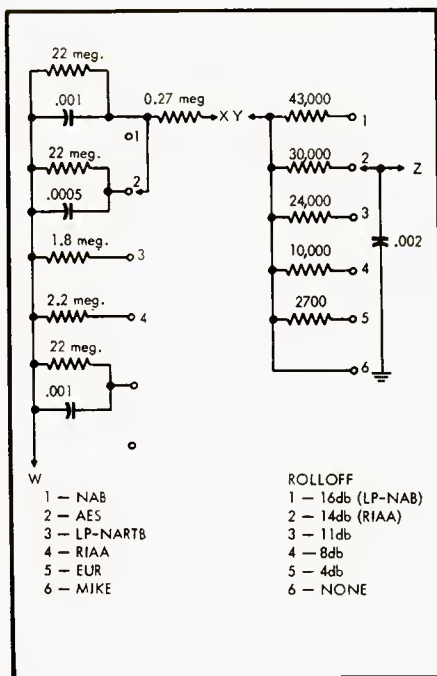 22 meg.
.001
0.27 meg
X Y
43,000
1
1
22 meg.
.0005
2
30,000
2
Z
24,000
3
.002
1.8 meg.
3
10,000
4
2.2 meg.
4
2700
5
22 meg.
.001
6
W
1 — NAB
2 — AES
3 — LP-NARTB
4 — RIAA
5 — EUR
6 — MIKE
ROLLOFF
1 — 16db (LP-NAB)
2 — 14db (RIAA)
3 — 11db
4 — 8db
5 — 4db
6 — NONE